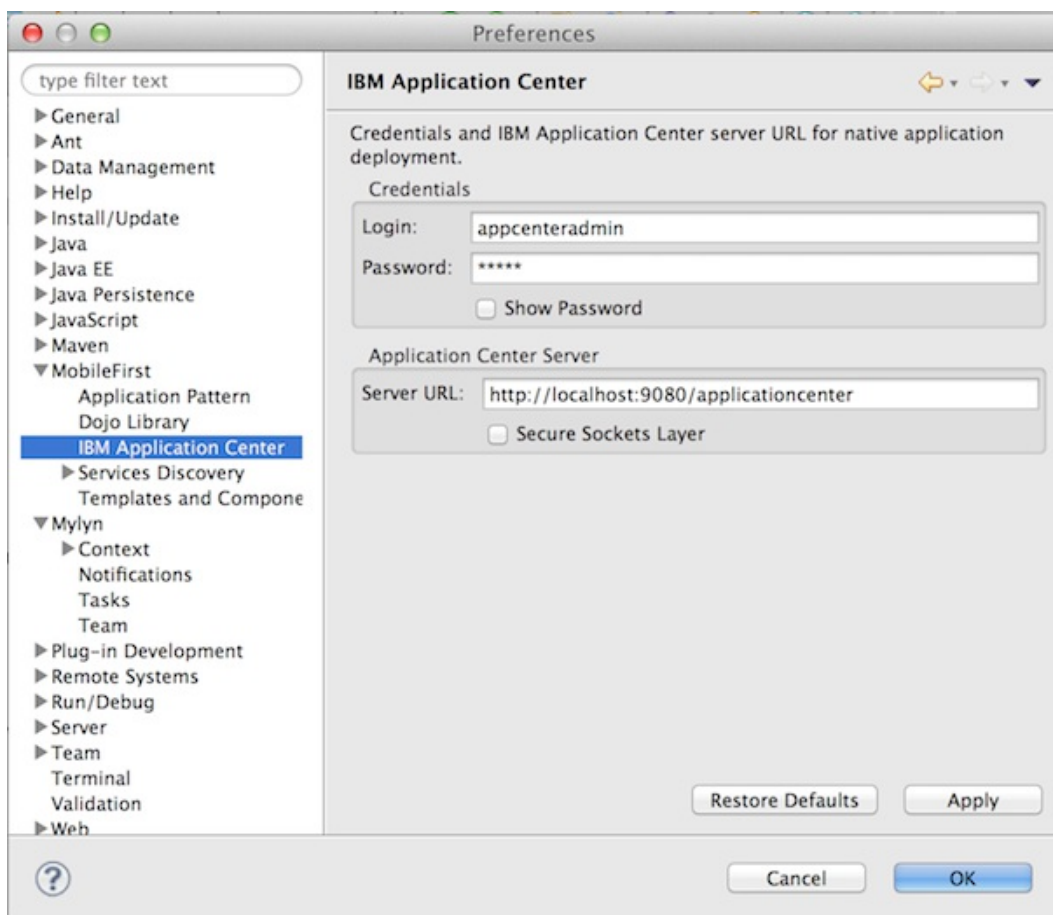 Preferences
type filter text
General
Ant
Data Management
Help
Install/Update
Java
Java EE
Java Persistence
JavaScript
Maven
MobileFirst
Application Pattern
Dojo Library
IBM Application Center
Services Discovery
Templates and Compone
Mylyn
Context
Notifications
Tasks
Team
Plug-in Development
Remote Systems
Run/Debug
Server
Team
Terminal
Validation
Web
IBM Application Center
Credentials and IBM Application Center server URL for native application
deployment.
Credentials
Login: appcenteradmin
Password: *****
Show Password
Application Center Server
Server URL: http://localhost:9080/applicationcenter
Secure Sockets Layer
Restore Defaults Apply
? Cancel OK